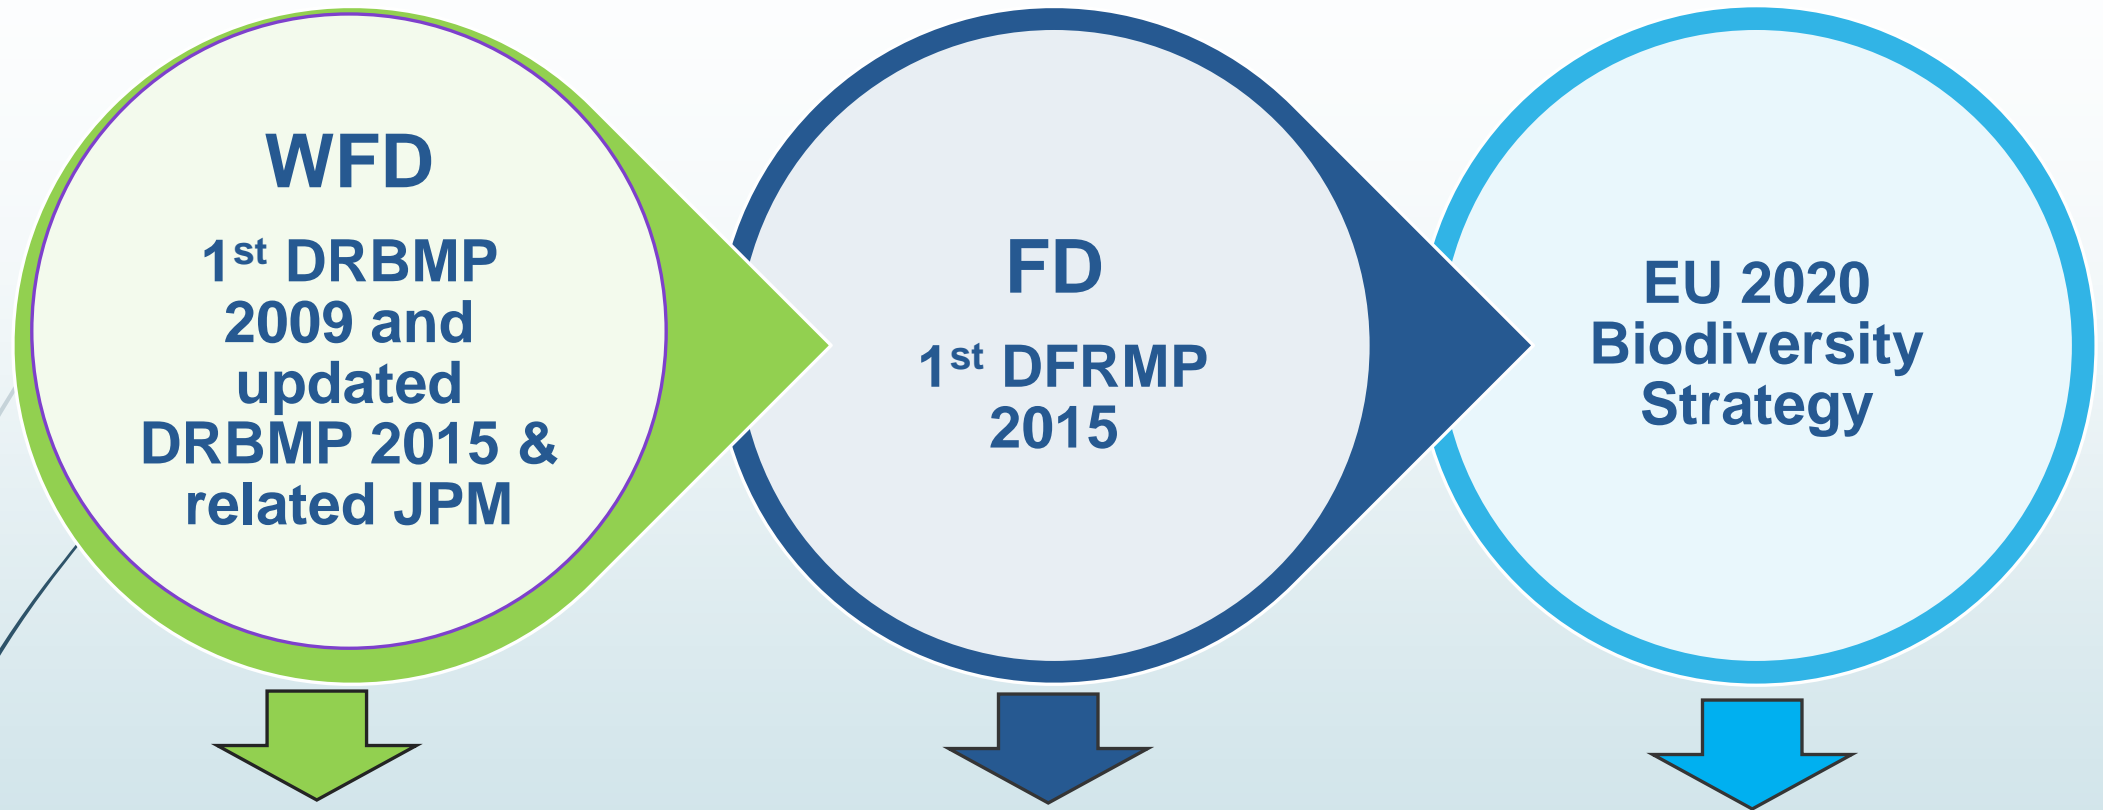 WFD
1st DRBMP
2009 and
updated
DRBMP 2015 &
related JPM
FD
1st DFRMP
2015
EU 2020
Biodiversity
Strategy